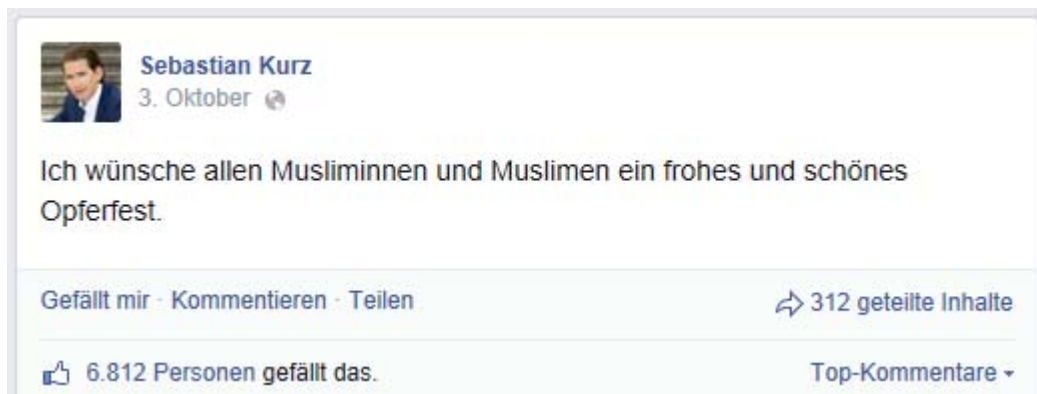 Sebastian Kurz
3. Oktober
Ich wünsche allen Musliminnen und Muslimen ein frohes und schönes
Opferfest.
Gefällt mir · Kommentieren · Teilen
312 geteilte Inhalte
6.812 Personen gefällt das.
Top-Kommentare